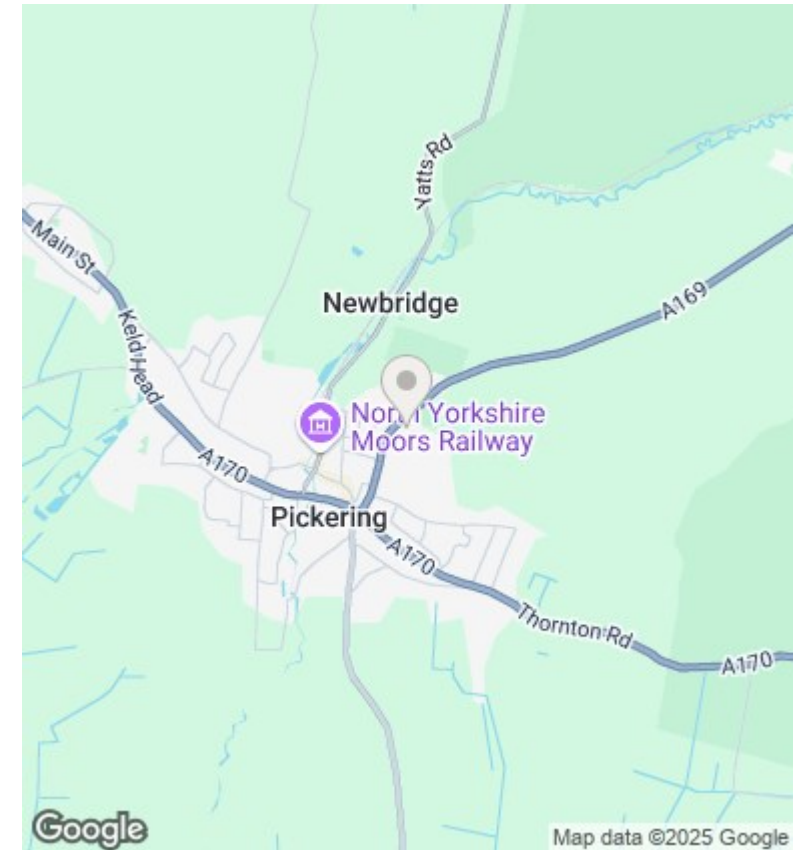 Yatts Rd
Main St
Newbridge
A169
Keld Head
North Yorkshire
Moors Railway
A170
Pickering
A170
Thornton Rd
A170
Google
Map data ©2025 Google